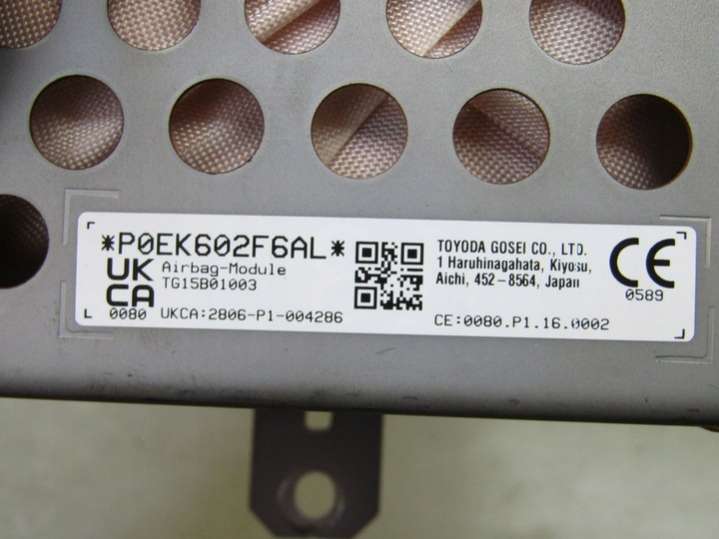 *P0EK602F6AL*
UK
CA
Airbag-Module
TG15B01003
0080 UKCA:2806-P1-004286
TOYODA GOSEI CO., LTD.
1 Haruhinagahata, Kiyosu,
Aichi, 452-8564, Japan
CE:0080.P1.16.0002
CE
0589